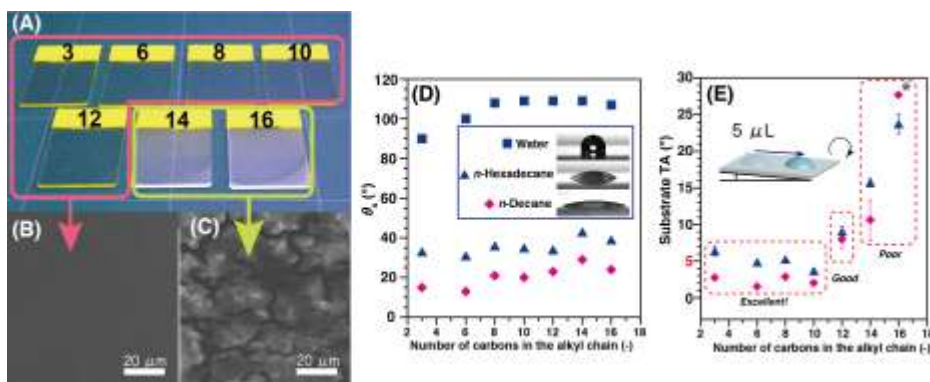 (A)
3 6 8 10
12 14 16
(B)
20 μm
(C)
20 μm
(D)
120
100
80
60
40
20
0
θs (°)
Water
n-Hexadecane
n-Decane
2 4 6 8 10 12 14 16 18
Number of carbons in the alkyl chain (-)
(E)
30
25
20
15
10
5
0
Substrate TA (°)
5 μL
Excellent!
Good
Poor
2 4 6 8 10 12 14 16 18
Number of carbons in the alkyl chain (-)